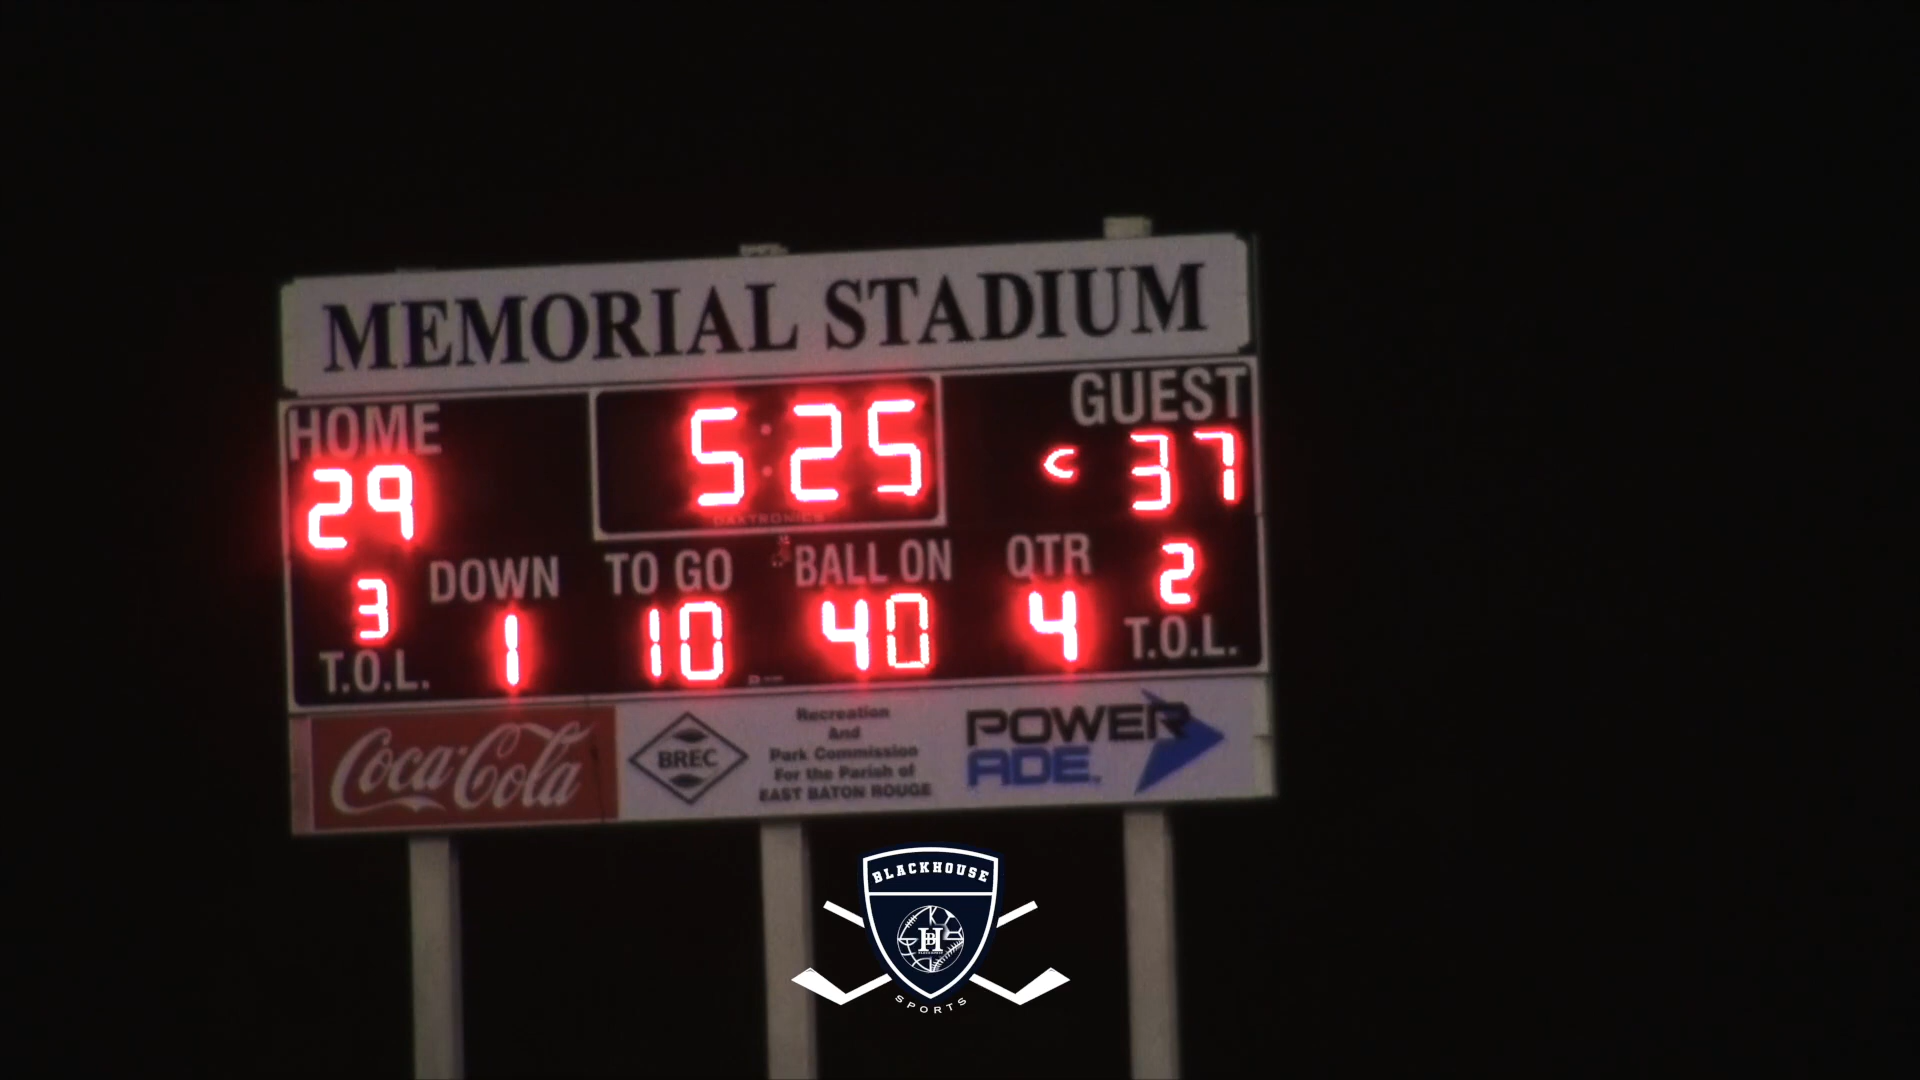 MEMORIAL STADIUM
HOME
5:25
GUEST
29
< 37
DAKTRONICS
3
DOWN
TO GO
BALL ON
QTR
2
1
10
40
4
T.O.L.
T.O.L.
Coca-Cola
BREC
Recreation
And
Park Commission
For the Parish of
EAST BATON ROUGE
POWER
ADE
BLACKHOUSE
BH
SPORTS